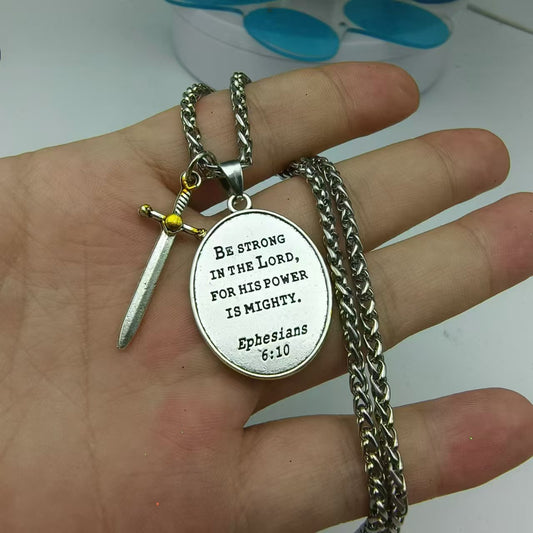 Be strong
in the Lord,
for His power
is mighty.
Ephesians
6:10